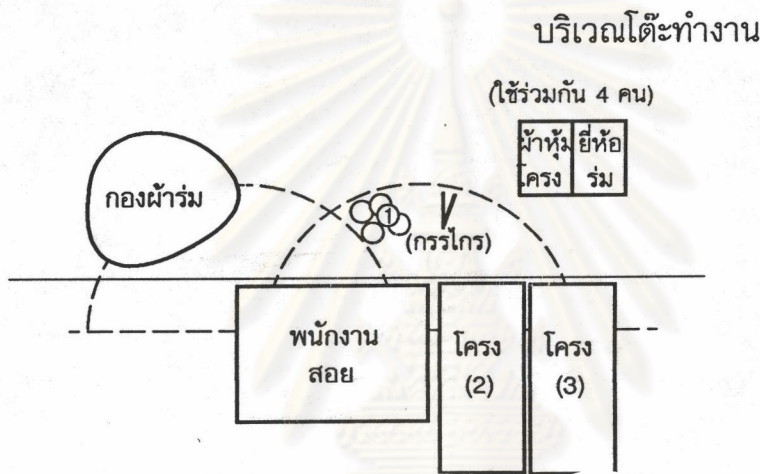 บริเวณโต๊ะทำงาน
(ใช้ร่วมกัน 4 คน)
ผ้าหุ้ม ยี่ห้อ
โครง ร่ม
กองผ้าร่ม
1
(กรรไกร)
พนักงาน
สอย
โครง
(2)
โครง
(3)